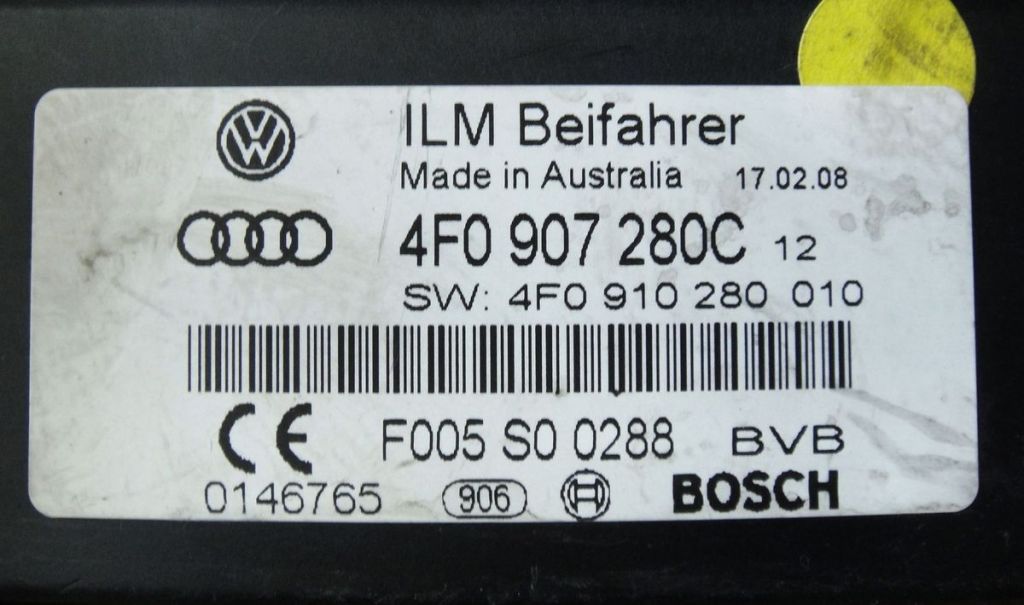 ILM Beifahrer
Made in Australia 17.02.08
4F0 907 280C 12
SW: 4F0 910 280 010
CE F005 S0 0288 BVB
0146765 906 BOSCH